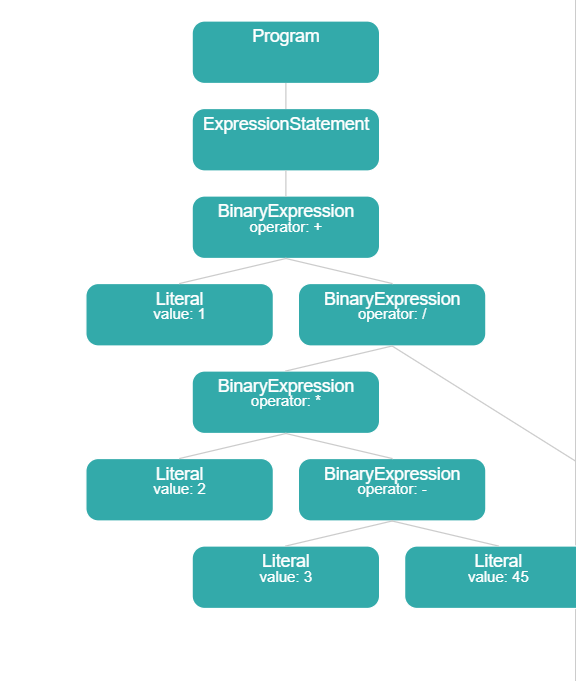 Program
ExpressionStatement
BinaryExpression
operator: +
Literal
value: 1
BinaryExpression
operator: /
BinaryExpression
operator: *
Literal
value: 2
BinaryExpression
operator: -
Literal
value: 3
Literal
value: 45